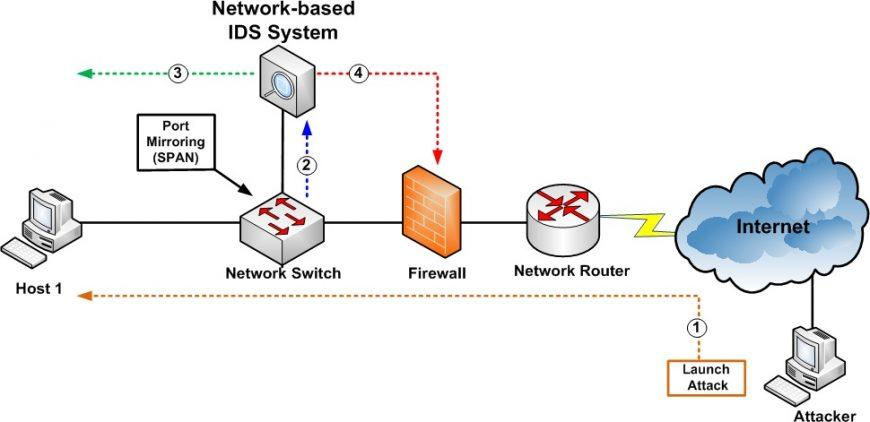 Network-based
IDS System
3
4
Port
Mirroring
(SPAN)
2
Internet
Host 1
Network Switch
Firewall
Network Router
1
Launch
Attack
Attacker